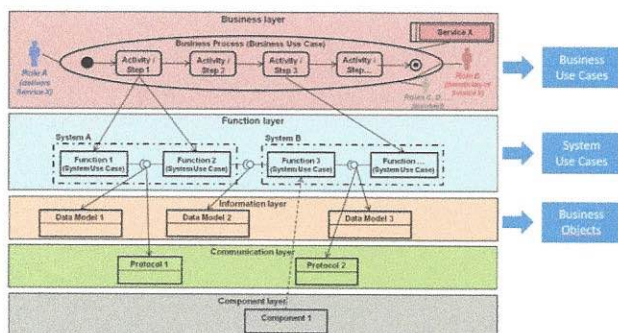 Business layer
Service X
Business Process (Business Use Case)
Role A
(delivers
Service X)
Activity /
Step 1
Activity /
Step 2
Activity /
Step 3
Activity /
Step...
Business
Use Cases
Function layer
System A
System B
Function 1
(System Use Case)
Function 2
(System Use Case)
Function 3
(System Use Case)
Function ...
(System Use Case)
System
Use Cases
Information layer
Data Model 1
Data Model 2
Data Model 3
Business
Objects
Communication layer
Protocol 1
Protocol 2
Component layer
Component 1